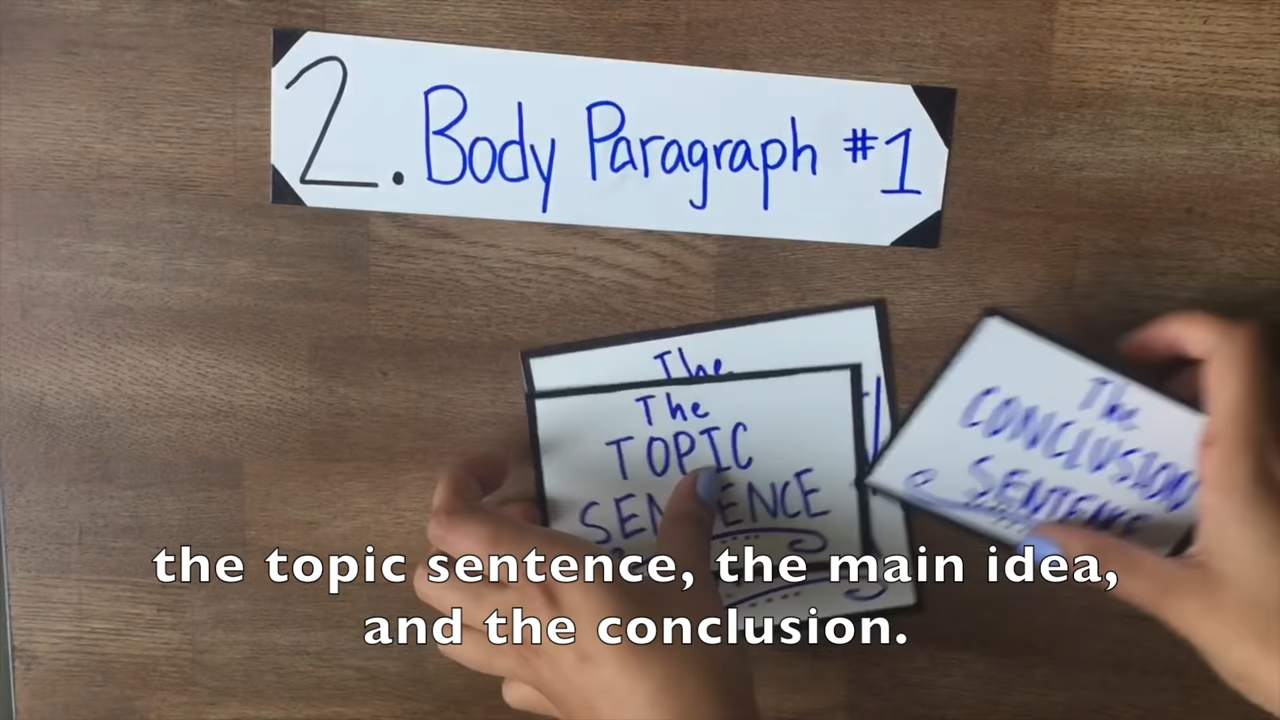 2. Body Paragraph #1
The
The
TOPIC
SENTENCE
The
CONCLUSION
SENTENCE
the topic sentence, the main idea,
and the conclusion.